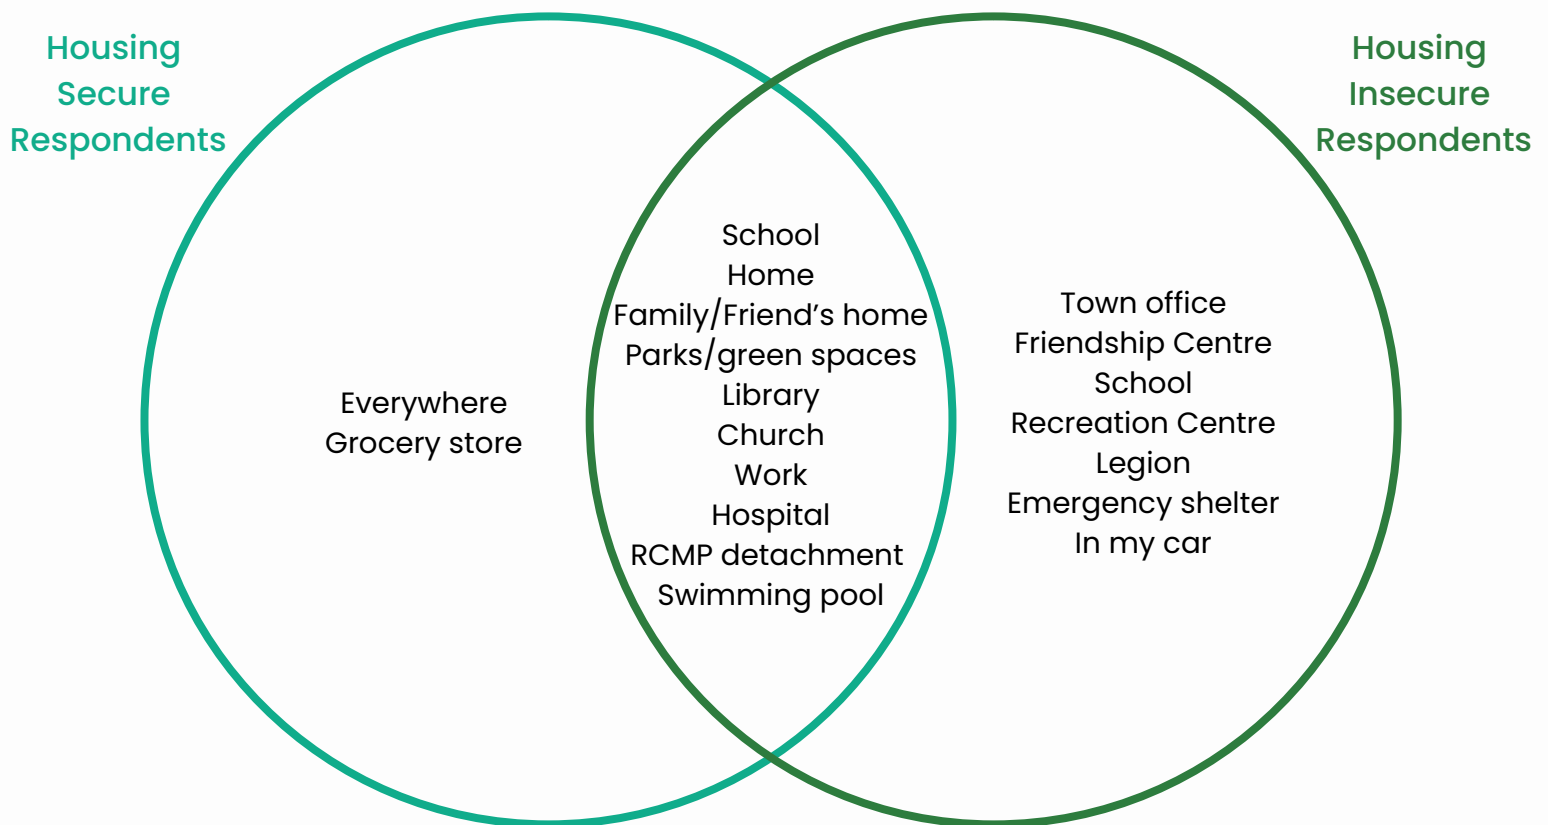 Housing
Secure
Respondents
Housing
Insecure
Respondents
Everywhere
Grocery store
School
Home
Family/Friend’s home
Parks/green spaces
Library
Church
Work
Hospital
RCMP detachment
Swimming pool
Town office
Friendship Centre
School
Recreation Centre
Legion
Emergency shelter
In my car